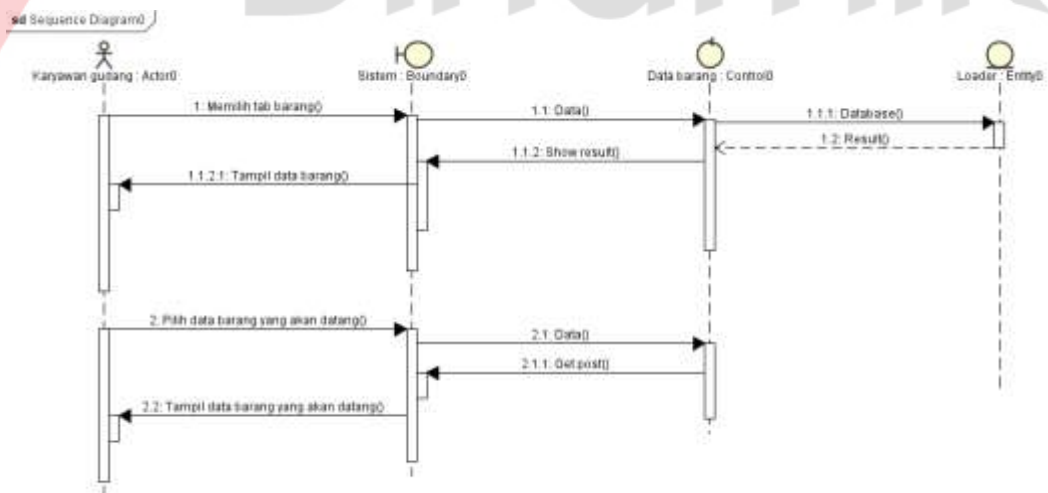 sd Sequence Diagram0
Karyawan gudang : Actor0
Sistem : Boundary0
Data barang : Control0
Loader : Entity0
1: Memilih tab barang()
1.1: Data()
1.1.1: Database()
1.2: Result()
1.1.2: Show result()
1.1.2.1: Tampil data barang()
2: Pilih data barang yang akan datang()
2.1: Data()
2.1.1: Get post()
2.2: Tampil data barang yang akan datang()